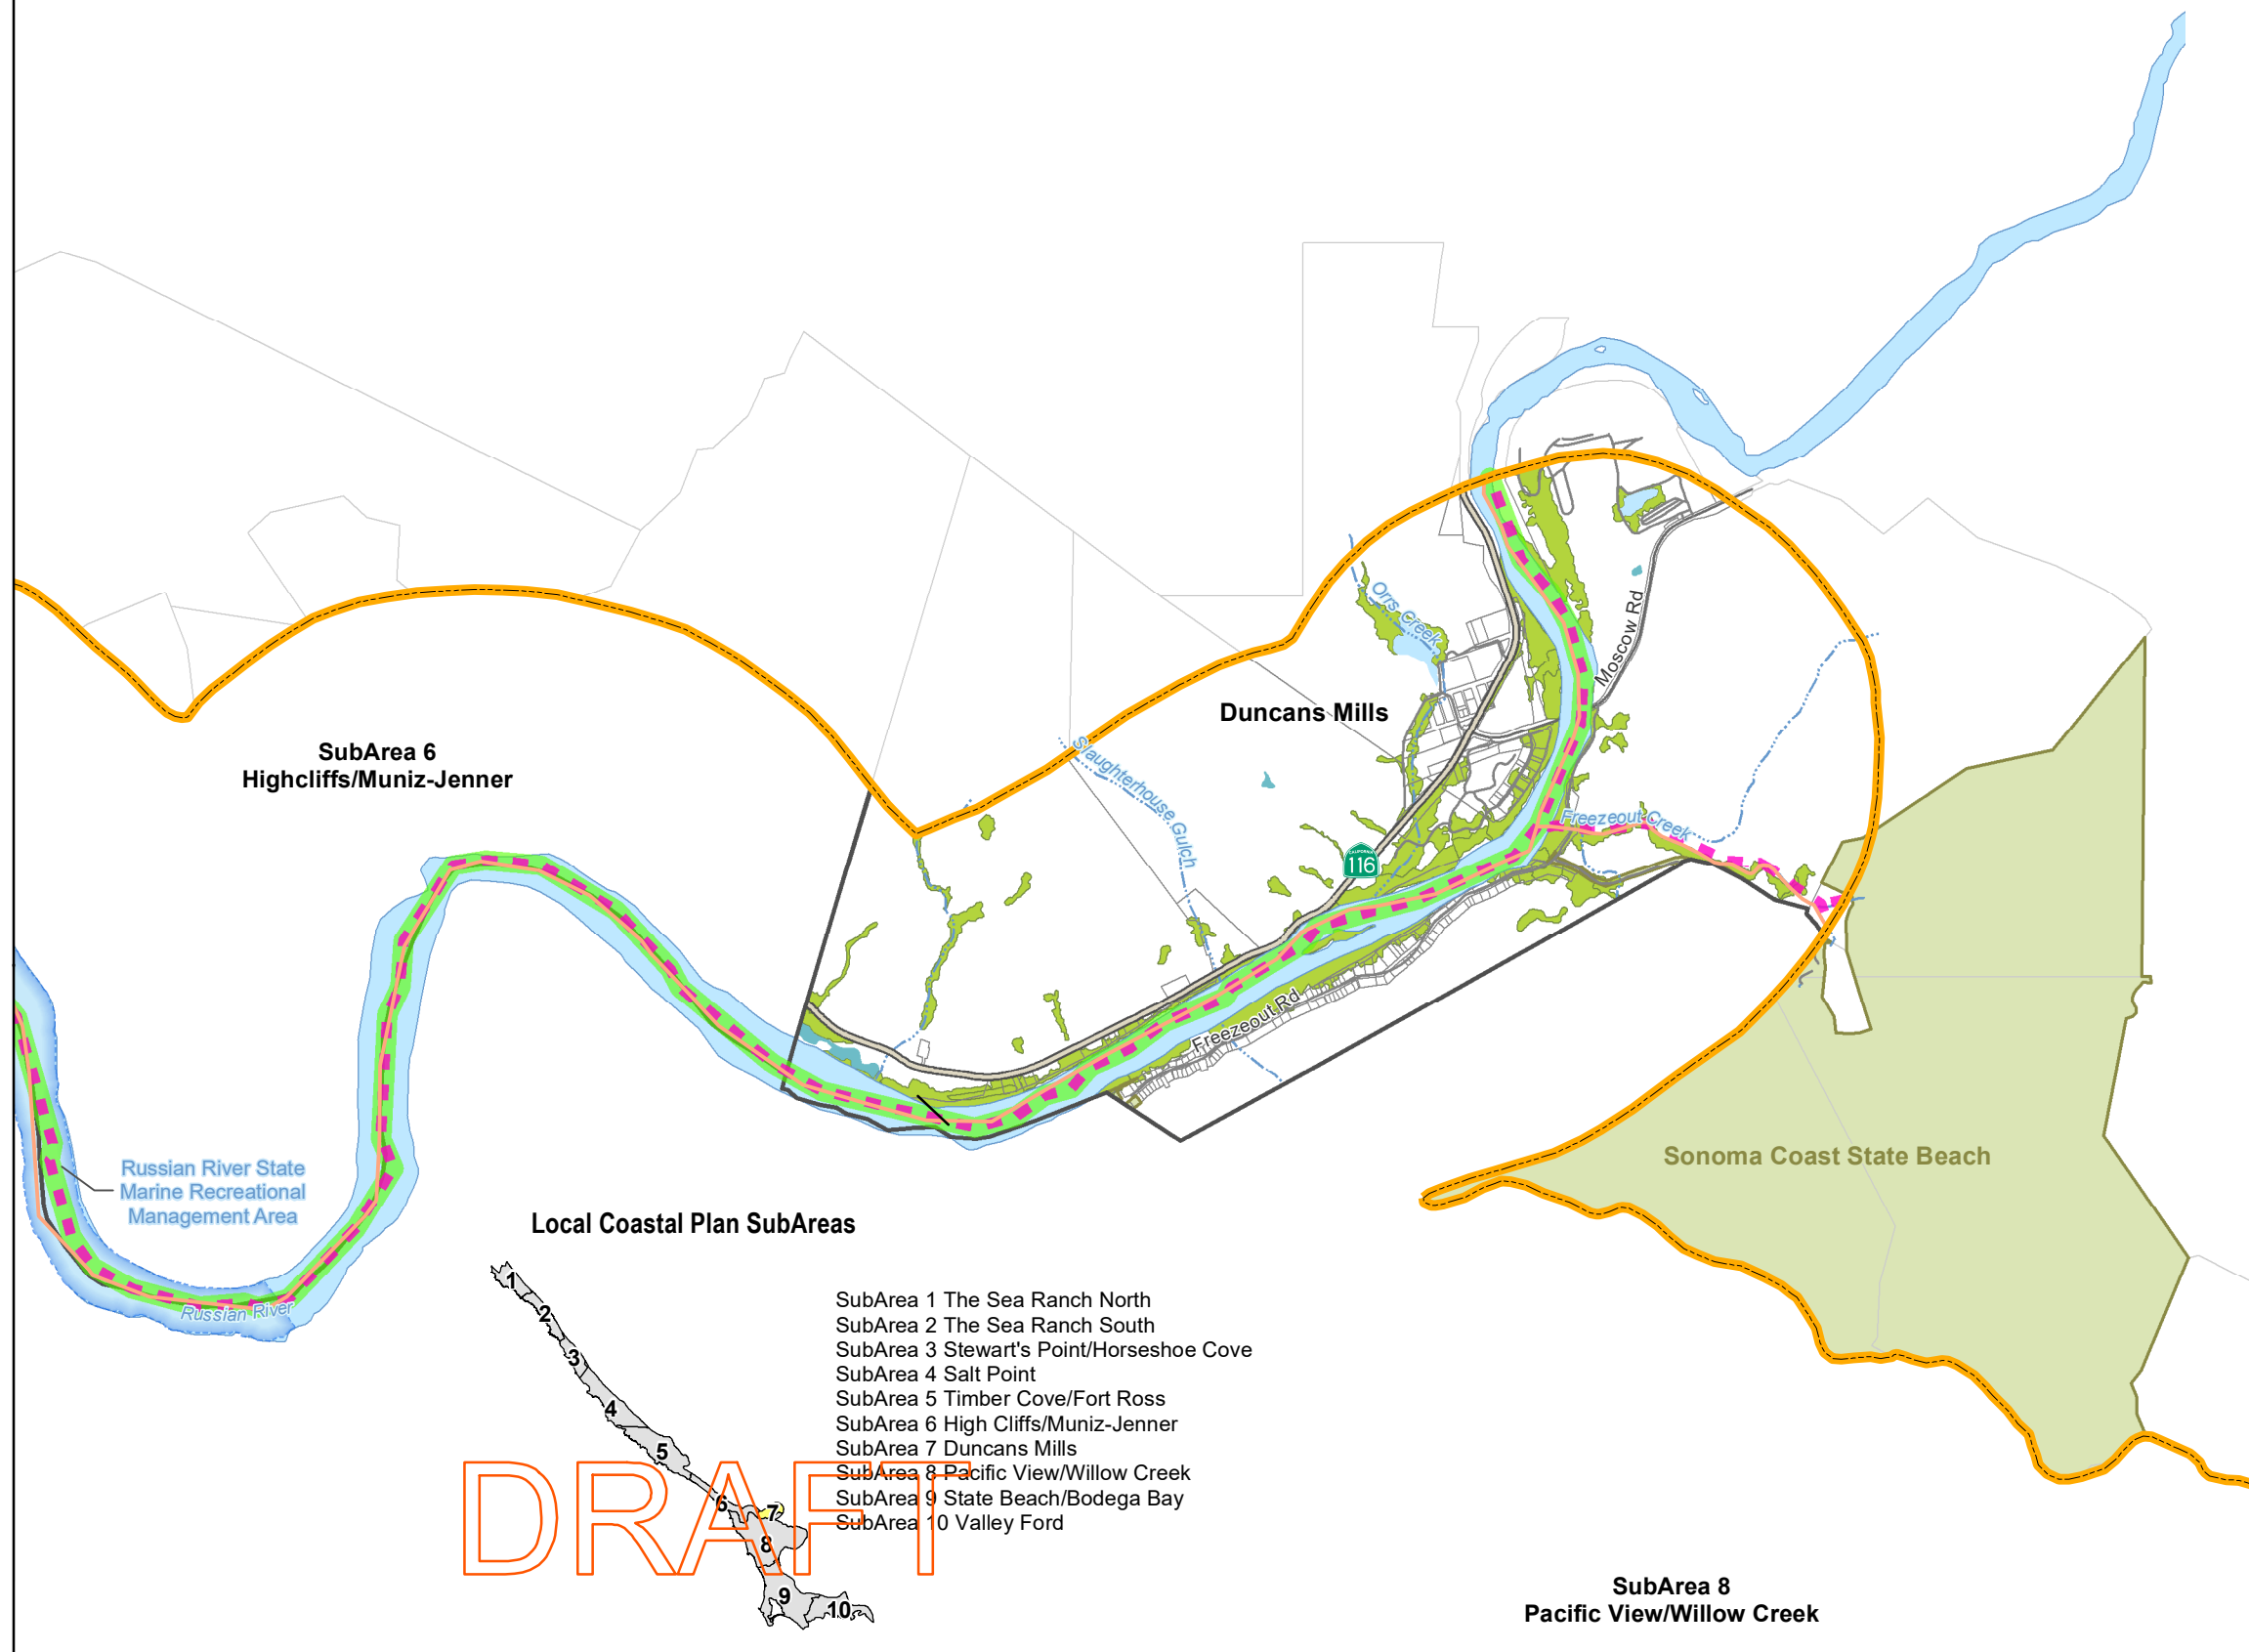 Orrs Creek
Moscow Rd
Duncans Mills
SubArea 6
Highcliffs/Muniz-Jenner
Slaughterhouse Gulch
Freezeout Creek
CALIFORNIA
116
Freezeout Rd
Sonoma Coast State Beach
Russian River State
Marine Recreational
Management Area
Russian River
Local Coastal Plan SubAreas
1
2
3
4
5
6
7
8
9
10
SubArea 1 The Sea Ranch North
SubArea 2 The Sea Ranch South
SubArea 3 Stewart's Point/Horseshoe Cove
SubArea 4 Salt Point
SubArea 5 Timber Cove/Fort Ross
SubArea 6 High Cliffs/Muniz-Jenner
SubArea 7 Duncans Mills
SubArea 8 Pacific View/Willow Creek
SubArea 9 State Beach/Bodega Bay
SubArea 10 Valley Ford
DRAFT
SubArea 8
Pacific View/Willow Creek